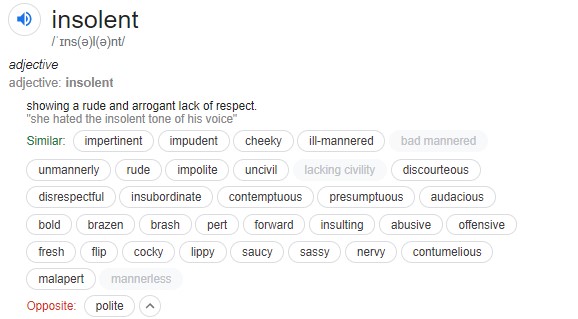 insolent
/ˈɪns(ə)l(ə)nt/
adjective
adjective: insolent
showing a rude and arrogant lack of respect.
"she hated the insolent tone of his voice"
Similar: impertinent impudent cheeky ill-mannered bad mannered
unmannerly rude impolite uncivil lacking civility discourteous
disrespectful insubordinate contemptuous presumptuous audacious
bold brazen brash pert forward insulting abusive offensive
fresh flip cocky lippy saucy sassy nervy contumelious
malapert mannerless
Opposite: polite